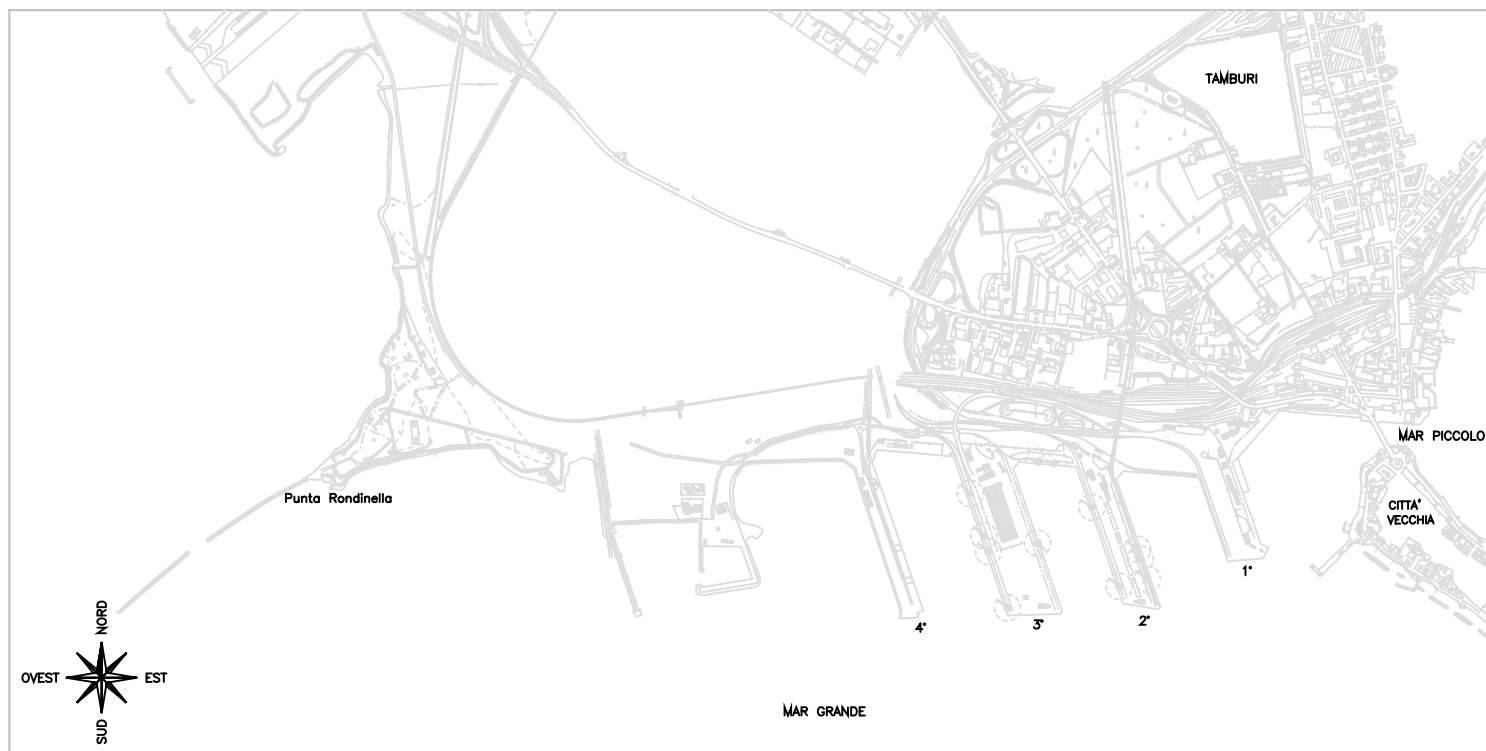 TAMBURI
MAR PICCOLO
Punta Rondinella
CITTA'
VECCHIA
1°
2°
3°
4°
NORD
OVEST
EST
SUD
MAR GRANDE